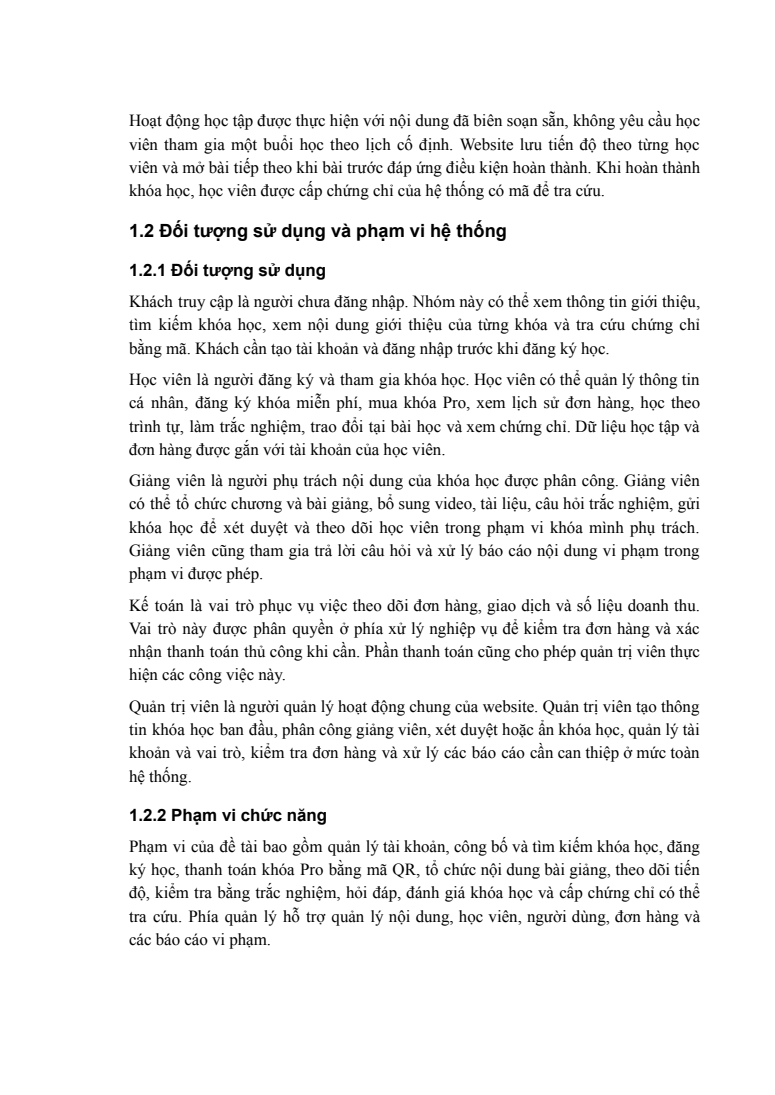 Hoạt động học tập được thực hiện với nội dung đã biên soạn sẵn, không yêu cầu học
viên tham gia một buổi học theo lịch cố định. Website lưu tiến độ theo từng học
viên và mở bài tiếp theo khi bài trước đáp ứng điều kiện hoàn thành. Khi hoàn thành
khóa học, học viên được cấp chứng chỉ của hệ thống có mã để tra cứu.
1.2 Đối tượng sử dụng và phạm vi hệ thống
1.2.1 Đối tượng sử dụng
Khách truy cập là người chưa đăng nhập. Nhóm này có thể xem thông tin giới thiệu,
tìm kiếm khóa học, xem nội dung giới thiệu của từng khóa và tra cứu chứng chỉ
bằng mã. Khách cần tạo tài khoản và đăng nhập trước khi đăng ký học.
Học viên là người đăng ký và tham gia khóa học. Học viên có thể quản lý thông tin
cá nhân, đăng ký khóa miễn phí, mua khóa Pro, xem lịch sử đơn hàng, học theo
trình tự, làm trắc nghiệm, trao đổi tại bài học và xem chứng chỉ. Dữ liệu học tập và
đơn hàng được gắn với tài khoản của học viên.
Giảng viên là người phụ trách nội dung của khóa học được phân công. Giảng viên
có thể tổ chức chương và bài giảng, bổ sung video, tài liệu, câu hỏi trắc nghiệm, gửi
khóa học để xét duyệt và theo dõi học viên trong phạm vi khóa mình phụ trách.
Giảng viên cũng tham gia trả lời câu hỏi và xử lý báo cáo nội dung vi phạm trong
phạm vi được phép.
Kế toán là vai trò phục vụ việc theo dõi đơn hàng, giao dịch và số liệu doanh thu.
Vai trò này được phân quyền ở phía xử lý nghiệp vụ để kiểm tra đơn hàng và xác
nhận thanh toán thủ công khi cần. Phần thanh toán cũng cho phép quản trị viên thực
hiện các công việc này.
Quản trị viên là người quản lý hoạt động chung của website. Quản trị viên tạo thông
tin khóa học ban đầu, phân công giảng viên, xét duyệt hoặc ẩn khóa học, quản lý tài
khoản và vai trò, kiểm tra đơn hàng và xử lý các báo cáo cần can thiệp ở mức toàn
hệ thống.
1.2.2 Phạm vi chức năng
Phạm vi của đề tài bao gồm quản lý tài khoản, công bố và tìm kiếm khóa học, đăng
ký học, thanh toán khóa Pro bằng mã QR, tổ chức nội dung bài giảng, theo dõi tiến
độ, kiểm tra bằng trắc nghiệm, hỏi đáp, đánh giá khóa học và cấp chứng chỉ có thể
tra cứu. Phía quản lý hỗ trợ quản lý nội dung, học viên, người dùng, đơn hàng và
các báo cáo vi phạm.